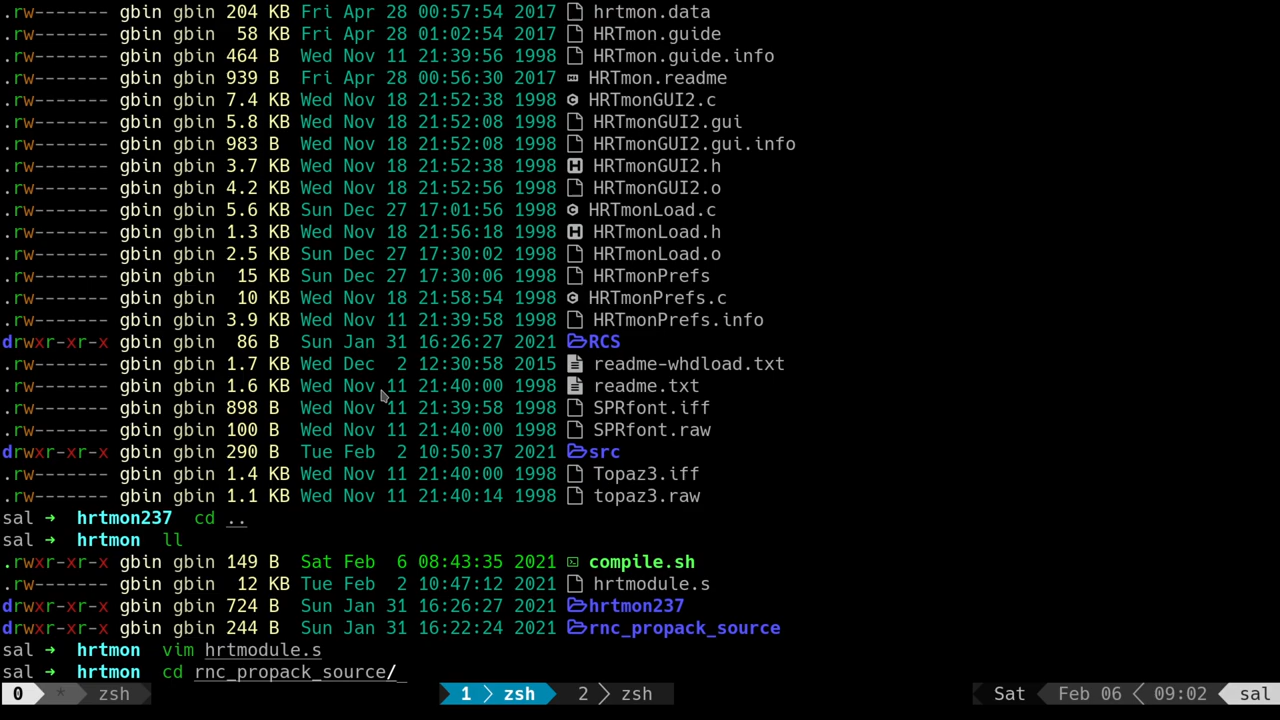 .rw------- gbin gbin 204 KB Fri Apr 28 00:57:54 2017 hrtmon.data
.rw------- gbin gbin 58 KB Fri Apr 28 01:02:54 2017 HRTmon.guide
.rw------- gbin gbin 464 B Wed Nov 11 21:39:56 1998 HRTmon.guide.info
.rw------- gbin gbin 939 B Fri Apr 28 00:56:30 2017 HRTmon.readme
.rw------- gbin gbin 7.4 KB Wed Nov 18 21:52:38 1998 HRTmonGUI2.c
.rw------- gbin gbin 5.8 KB Wed Nov 18 21:52:08 1998 HRTmonGUI2.gui
.rw------- gbin gbin 983 B Wed Nov 18 21:52:08 1998 HRTmonGUI2.gui.info
.rw------- gbin gbin 3.7 KB Wed Nov 18 21:52:38 1998 HRTmonGUI2.h
.rw------- gbin gbin 4.2 KB Wed Nov 18 21:52:56 1998 HRTmonGUI2.o
.rw------- gbin gbin 5.6 KB Sun Dec 27 17:01:56 1998 HRTmonLoad.c
.rw------- gbin gbin 1.3 KB Wed Nov 18 21:56:18 1998 HRTmonLoad.h
.rw------- gbin gbin 2.5 KB Sun Dec 27 17:30:02 1998 HRTmonLoad.o
.rw------- gbin gbin 15 KB Sun Dec 27 17:30:06 1998 HRTmonPrefs
.rw------- gbin gbin 10 KB Wed Nov 18 21:58:54 1998 HRTmonPrefs.c
.rw------- gbin gbin 3.9 KB Wed Nov 11 21:39:58 1998 HRTmonPrefs.info
drwxr-xr-x gbin gbin 86 B Sun Jan 31 16:26:27 2021 RCS
.rw------- gbin gbin 1.7 KB Wed Dec 2 12:30:58 2015 readme-whdload.txt
.rw------- gbin gbin 1.6 KB Wed Nov 11 21:40:00 1998 readme.txt
.rw------- gbin gbin 898 B Wed Nov 11 21:39:58 1998 SPRfont.iff
.rw------- gbin gbin 100 B Wed Nov 11 21:40:00 1998 SPRfont.raw
drwxr-xr-x gbin gbin 290 B Tue Feb 2 10:50:37 2021 src
.rw------- gbin gbin 1.4 KB Wed Nov 11 21:40:00 1998 Topaz3.iff
.rw------- gbin gbin 1.1 KB Wed Nov 11 21:40:14 1998 topaz3.raw
sal → hrtmon237 cd ..
sal → hrtmon ll
.rwxr-xr-x gbin gbin 149 B Sat Feb 6 08:43:35 2021 compile.sh
.rw------- gbin gbin 12 KB Tue Feb 2 10:47:12 2021 hrtmodule.s
drwxr-xr-x gbin gbin 724 B Sun Jan 31 16:26:27 2021 hrtmon237
drwxr-xr-x gbin gbin 244 B Sun Jan 31 16:22:24 2021 rnc_propack_source
sal → hrtmon vim hrtmodule.s
sal → hrtmon cd rnc_propack_source/_
0 * zsh 1 zsh 2 zsh Sat Feb 06 09:02 sal